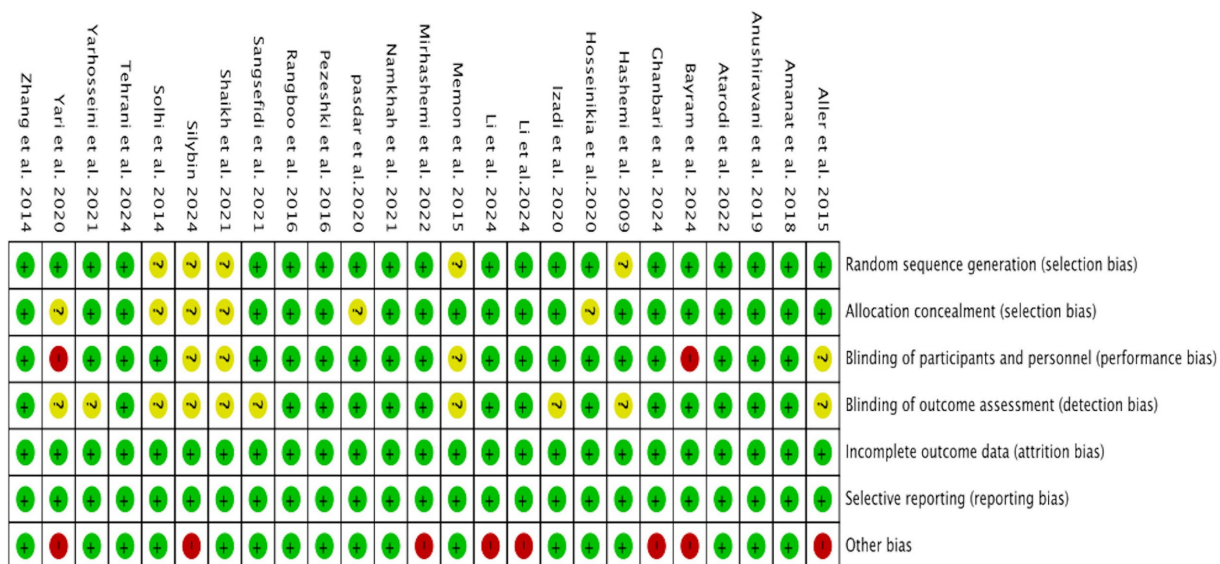 Zhang et al. 2014
Yari et al. 2020
Yarhosseini et al. 2021
Tehrani et al. 2024
Solhi et al. 2014
Silybin 2024
Shaikh et al. 2021
Sangsefidi et al. 2021
Rangboo et al. 2016
Pezeshki et al. 2016
pasdar et al.2020
Namkhah et al. 2021
Mirhashemi et al. 2022
Memon et al. 2015
Li et al. 2024
Li et al.2024
Izadi et al. 2020
Hosseinikia et al.2020
Hashemi et al. 2009
Ghanbari et al. 2024
Bayram et al. 2024
Atarodi et al. 2022
Anushiravani et al. 2019
Amanat et al. 2018
Aller et al. 2015
+ + + + ? ? ? + + + + + + ? + + + + ? + + + + + + Random sequence generation (selection bias)
+ ? + + ? ? ? + + + ? + + + + + + ? + + + + + + + Allocation concealment (selection bias)
+ – + + + ? ? + + + + + + ? + + + + + + – + + + ? Blinding of participants and personnel (performance bias)
+ ? ? + ? ? ? ? + + + + + ? + + ? + ? + + + + + ? Blinding of outcome assessment (detection bias)
+ + + + + + + + + + + + + + + + + + + + + + + + + Incomplete outcome data (attrition bias)
+ + + + + + + + + + + + + + + + + + + + + + + + + Selective reporting (reporting bias)
+ – + + + – + + + + + + – + – – + + + – – + + + – Other bias